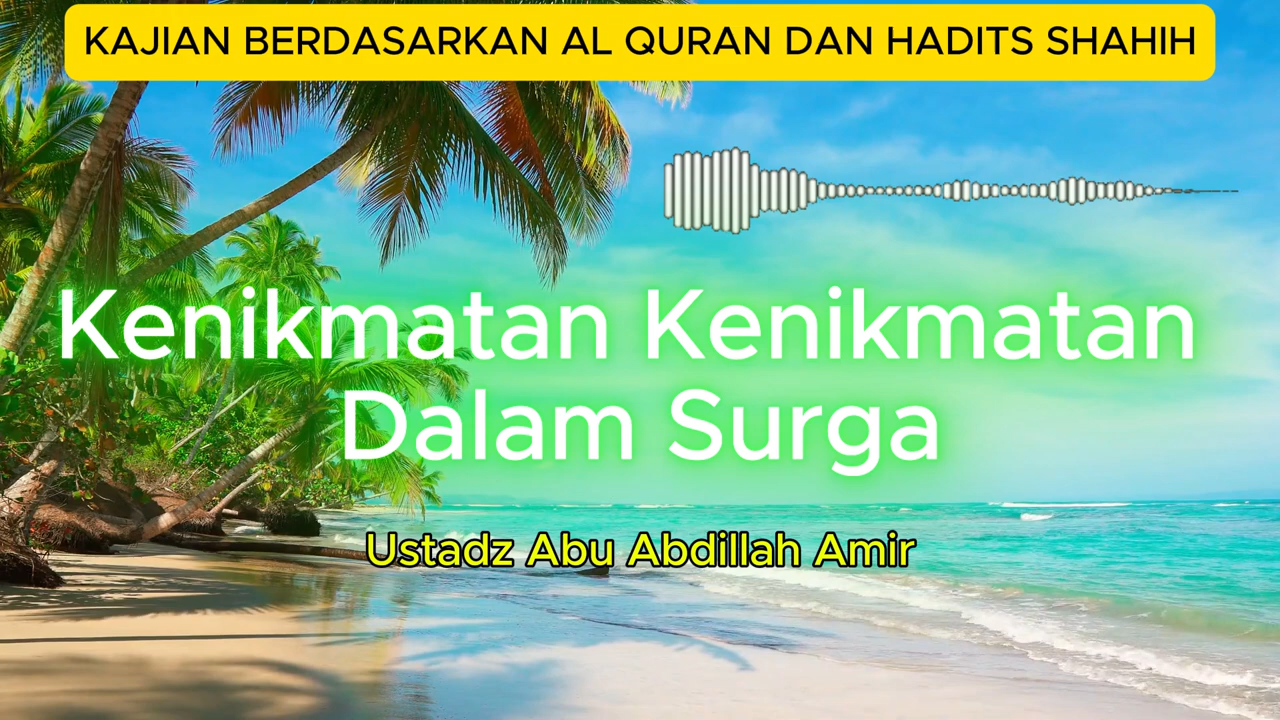 KAJIAN BERDASARKAN AL QURAN DAN HADITS SHAHIH
Kenikmatan Kenikmatan
Dalam Surga
Ustadz Abu Abdillah Amir